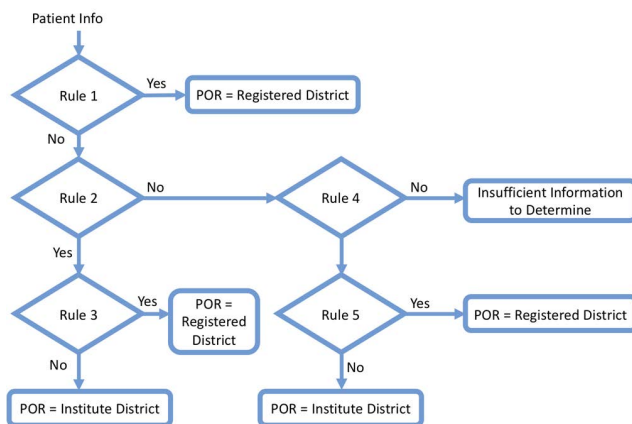 Patient Info
Rule 1
Yes
POR = Registered District
No
Rule 2
No
Rule 4
No
Insufficient Information
to Determine
Yes
Rule 3
Yes
POR =
Registered
District
Rule 5
Yes
POR = Registered District
No
No
POR = Institute District
POR = Institute District